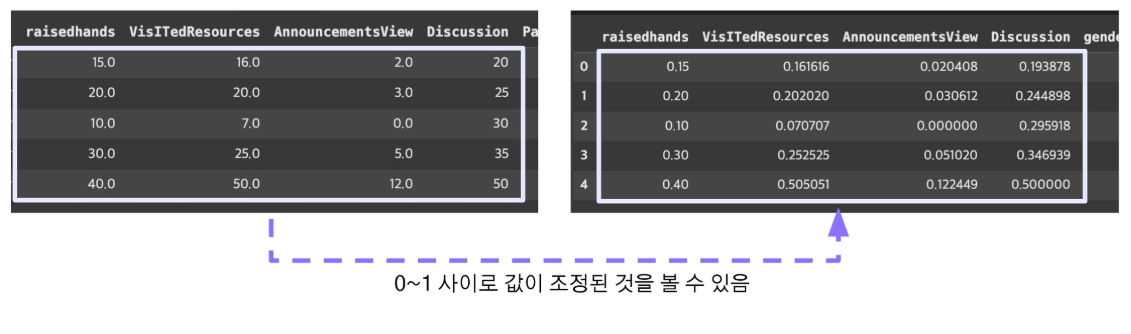 raisedhands VisITedResources AnnouncementsView Discussion Pa
15.0 16.0 2.0 20
20.0 20.0 3.0 25
10.0 7.0 0.0 30
30.0 25.0 5.0 35
40.0 50.0 12.0 50
raisedhands VisITedResources AnnouncementsView Discussion gende
0 0.15 0.161616 0.020408 0.193878
1 0.20 0.202020 0.030612 0.244898
2 0.10 0.070707 0.000000 0.295918
3 0.30 0.252525 0.051020 0.346939
4 0.40 0.505051 0.122449 0.500000
0~1 사이로 값이 조정된 것을 볼 수 있음